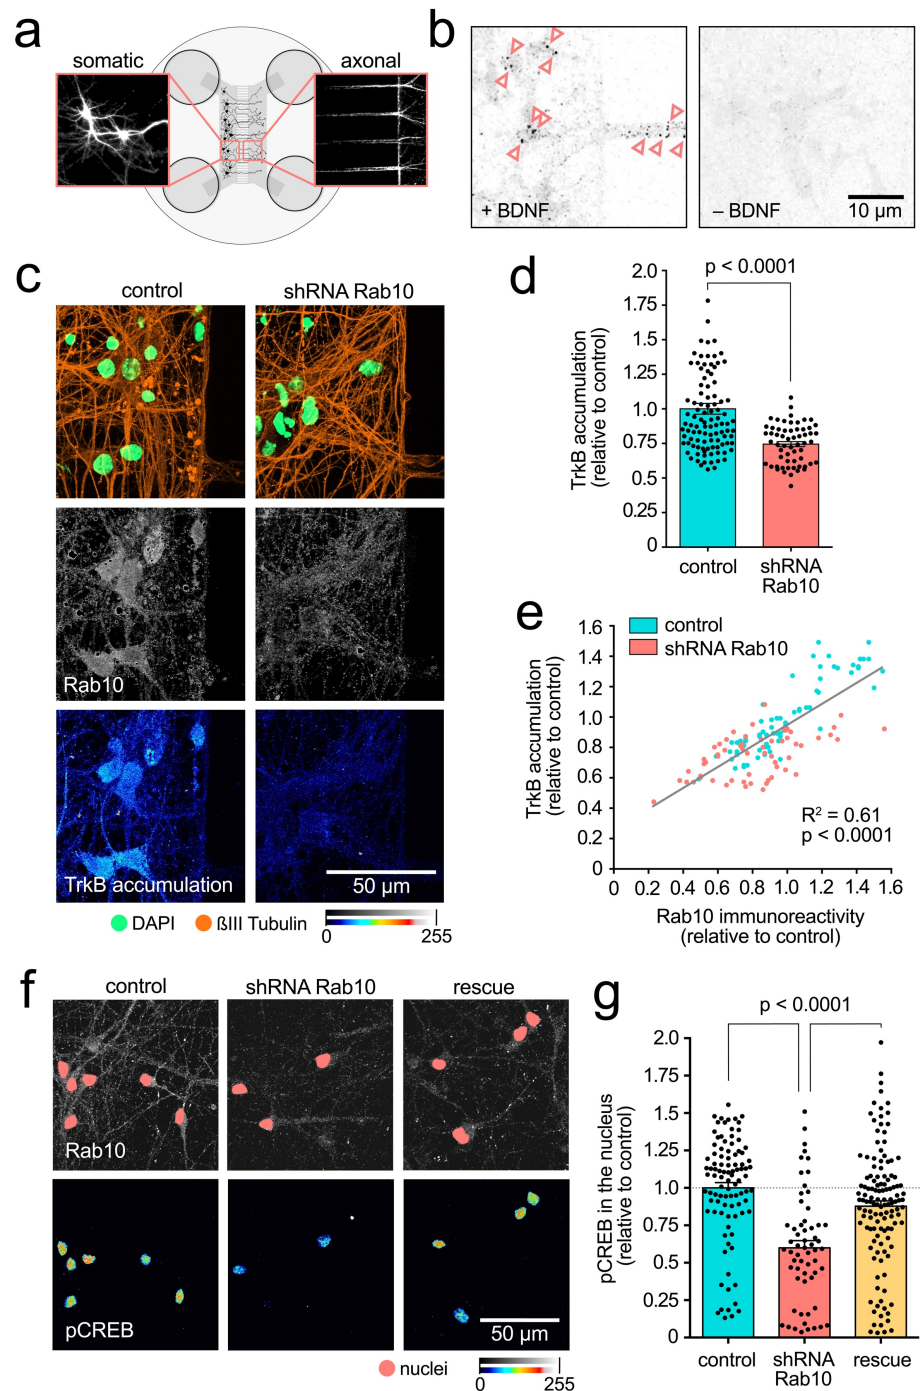 a
somatic
axonal
b
+ BDNF
– BDNF
10 µm
c
control
shRNA Rab10
Rab10
TrkB accumulation
50 µm
DAPI
ßIII Tubulin
0
255
d
p < 0.0001
TrkB accumulation
(relative to control)
2.0
1.75
1.5
1.25
1.0
0.75
0.5
0.25
0
control
shRNA
Rab10
e
control
shRNA Rab10
TrkB accumulation
(relative to control)
1.6
1.4
1.2
1.0
0.8
0.6
0.4
0.2
0
R² = 0.61
p < 0.0001
0 0.2 0.4 0.6 0.8 1.0 1.2 1.4 1.6
Rab10 immunoreactivity
(relative to control)
f
control
shRNA Rab10
rescue
Rab10
pCREB
50 µm
nuclei
0
255
g
p < 0.0001
pCREB in the nucleus
(relative to control)
2.0
1.75
1.5
1.25
1.0
0.75
0.5
0.25
0
control
shRNA
Rab10
rescue